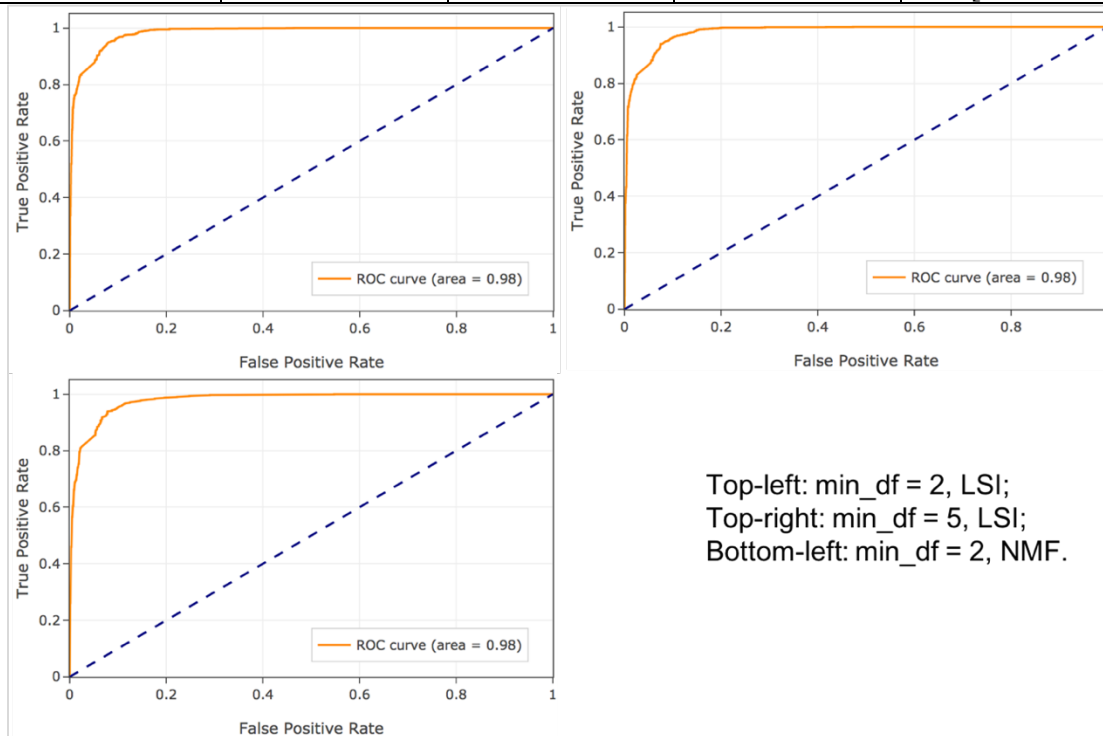 1
0.8
0.6
0.4
0.2
0
True Positive Rate
ROC curve (area = 0.98)
0 0.2 0.4 0.6 0.8 1
False Positive Rate
1
0.8
0.6
0.4
0.2
0
True Positive Rate
ROC curve (area = 0.98)
0 0.2 0.4 0.6 0.8
False Positive Rate
1
0.8
0.6
0.4
0.2
0
True Positive Rate
ROC curve (area = 0.98)
0 0.2 0.4 0.6 0.8 1
False Positive Rate
Top-left: min_df = 2, LSI;
Top-right: min_df = 5, LSI;
Bottom-left: min_df = 2, NMF.